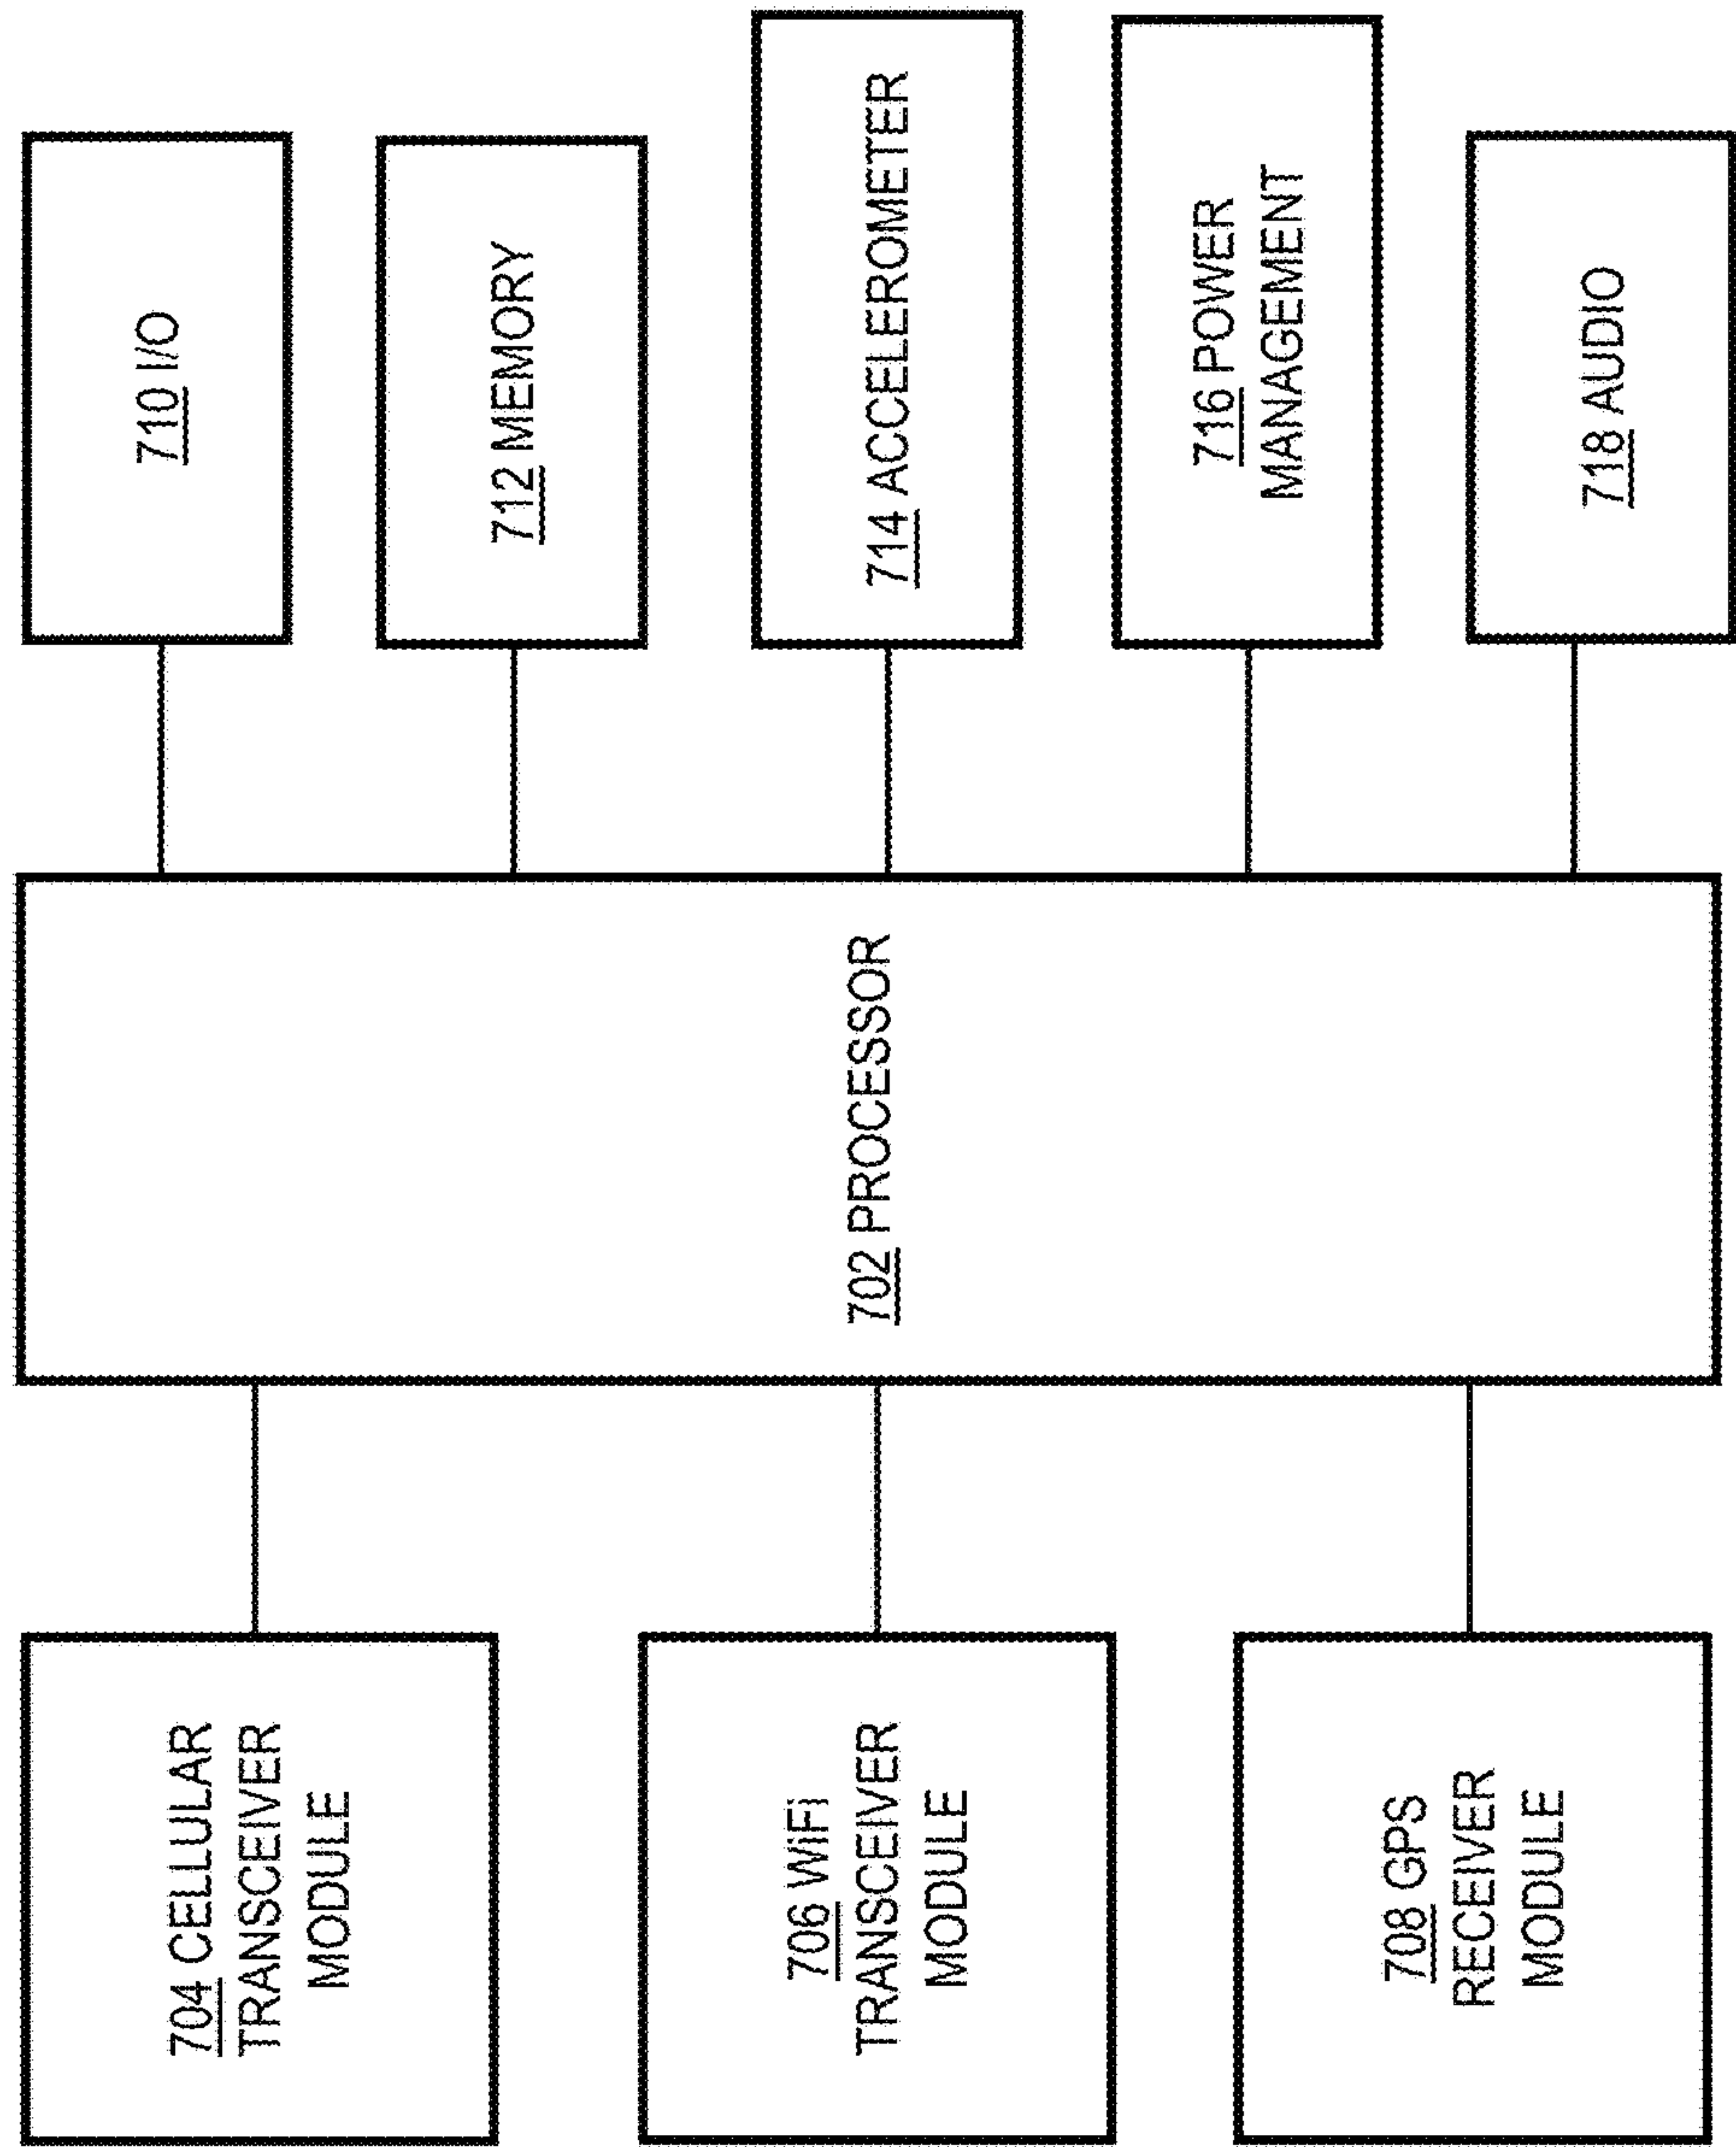 704 CELLULAR
TRANSCEIVER
MODULE
706 WiFi
TRANSCEIVER
MODULE
708 GPS
RECEIVER
MODULE
702 PROCESSOR
710 I/O
712 MEMORY
714 ACCELEROMETER
716 POWER
MANAGEMENT
718 AUDIO